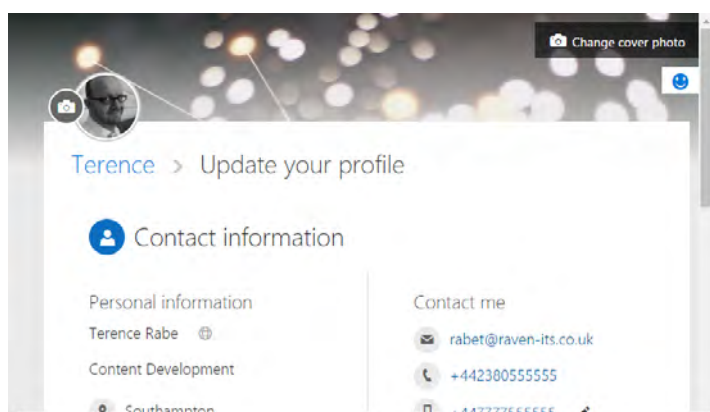 Change cover photo
Terence > Update your profile
Contact information
Personal information
Terence Rabe
Content Development
Southampton
Contact me
rabet@raven-its.co.uk
+442380555555
+447777555555